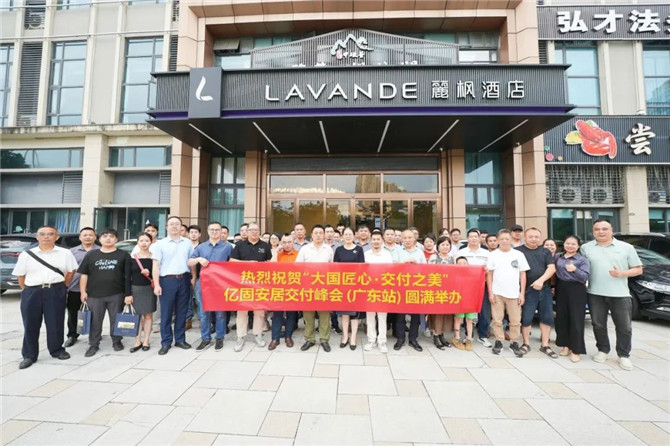 弘才法
LAVANDE 麗枫酒店
尝
热烈祝贺“大国匠心·交付之美”
亿固安居交付峰会(广东站)圆满举办